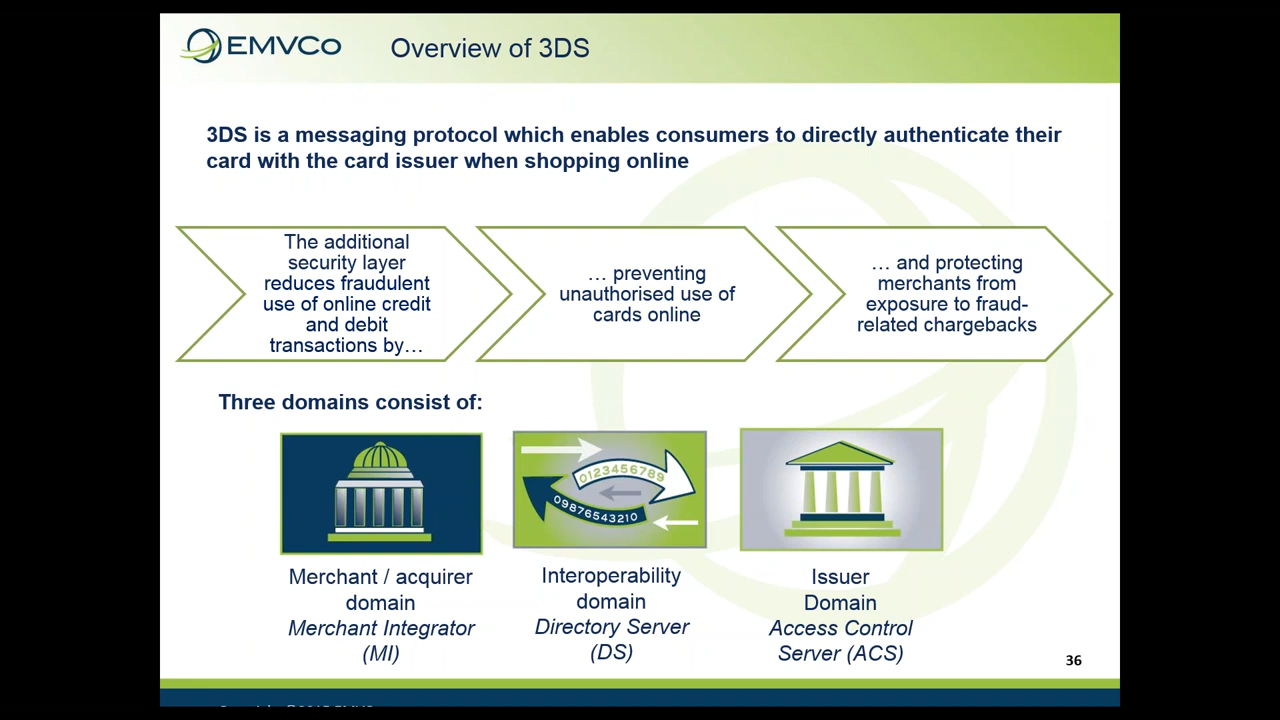 EMVCo
Overview of 3DS
3DS is a messaging protocol which enables consumers to directly authenticate their
card with the card issuer when shopping online
The additional
security layer
reduces fraudulent
use of online credit
and debit
transactions by…
… preventing
unauthorised use of
cards online
… and protecting
merchants from
exposure to fraud-
related chargebacks
Three domains consist of:
0123456789
09876543210
Merchant / acquirer
domain
Merchant Integrator
(MI)
Interoperability
domain
Directory Server
(DS)
Issuer
Domain
Access Control
Server (ACS)
36